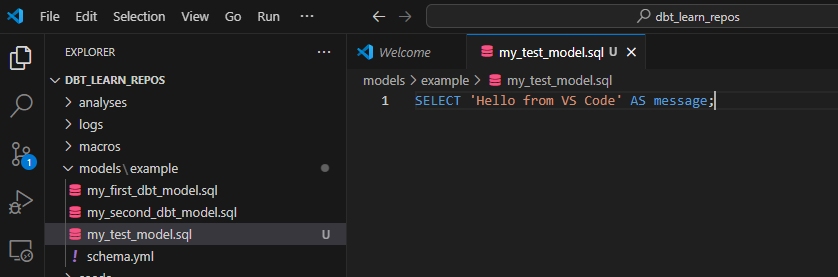 File Edit Selection View Go Run ··· dbt_learn_repos
EXPLORER ···
Welcome
my_test_model.sql U
DBT_LEARN_REPOS
analyses
logs
macros
models\example
my_first_dbt_model.sql
my_second_dbt_model.sql
my_test_model.sql U
! schema.yml
models > example > my_test_model.sql
1 SELECT 'Hello from VS Code' AS message;
1